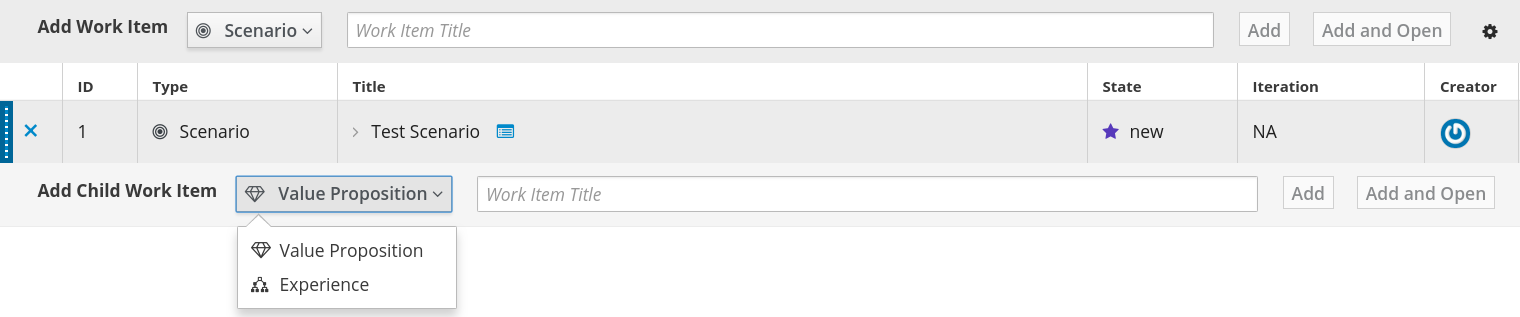 Add Work Item Scenario Work Item Title Add Add and Open
ID Type Title State Iteration Creator
1 Scenario Test Scenario new NA
Add Child Work Item Value Proposition Work Item Title Add Add and Open
Value Proposition
Experience